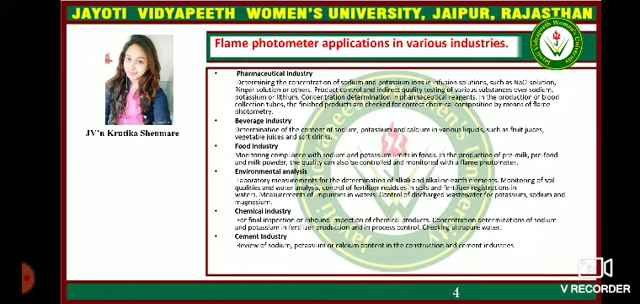 JAYOTI VIDYAPEETH WOMEN'S UNIVERSITY, JAIPUR, RAJASTHAN
Flame photometer applications in various industries.
JV'n Krutika Shenmare
• Pharmaceutical industry
Determining the concentration of sodium and potassium ions in infusion solutions, such as NaCl solution,
Ringer solution or others. Product control and indirect quality testing of various substances over sodium,
potassium or lithium. Concentration determination in pharmaceutical reagents. In the production of blood
collection tubes, the finished products are checked for correct chemical composition by means of flame
photometry.
• Beverage industry
Determination of the content of sodium, potassium and calcium in various liquids, such as fruit juices,
vegetable juices and soft drinks.
• Food industry
Monitoring compliance with sodium and potassium limits in foods. In the production of pre-milk, pre-food
and milk powder, the quality can also be controlled and monitored with a flame photometer.
• Environmental analysis
Laboratory measurements for the determination of alkali and alkaline earth elements. Monitoring of soil
qualities and water analysis, control of fertilizer residues in soils and fertilizer registrations in
waters. Measurements of impurities in waters. Control of discharged wastewater for potassium, sodium and
magnesium.
• Chemical industry
For final inspection or inbound inspection of chemical products. Concentration determinations of sodium
and potassium in fertilizer production and in process control. Checking ultrapure water.
• Cement industry
Review of sodium, potassium or calcium content in the construction and cement industries.
4
V RECORDER